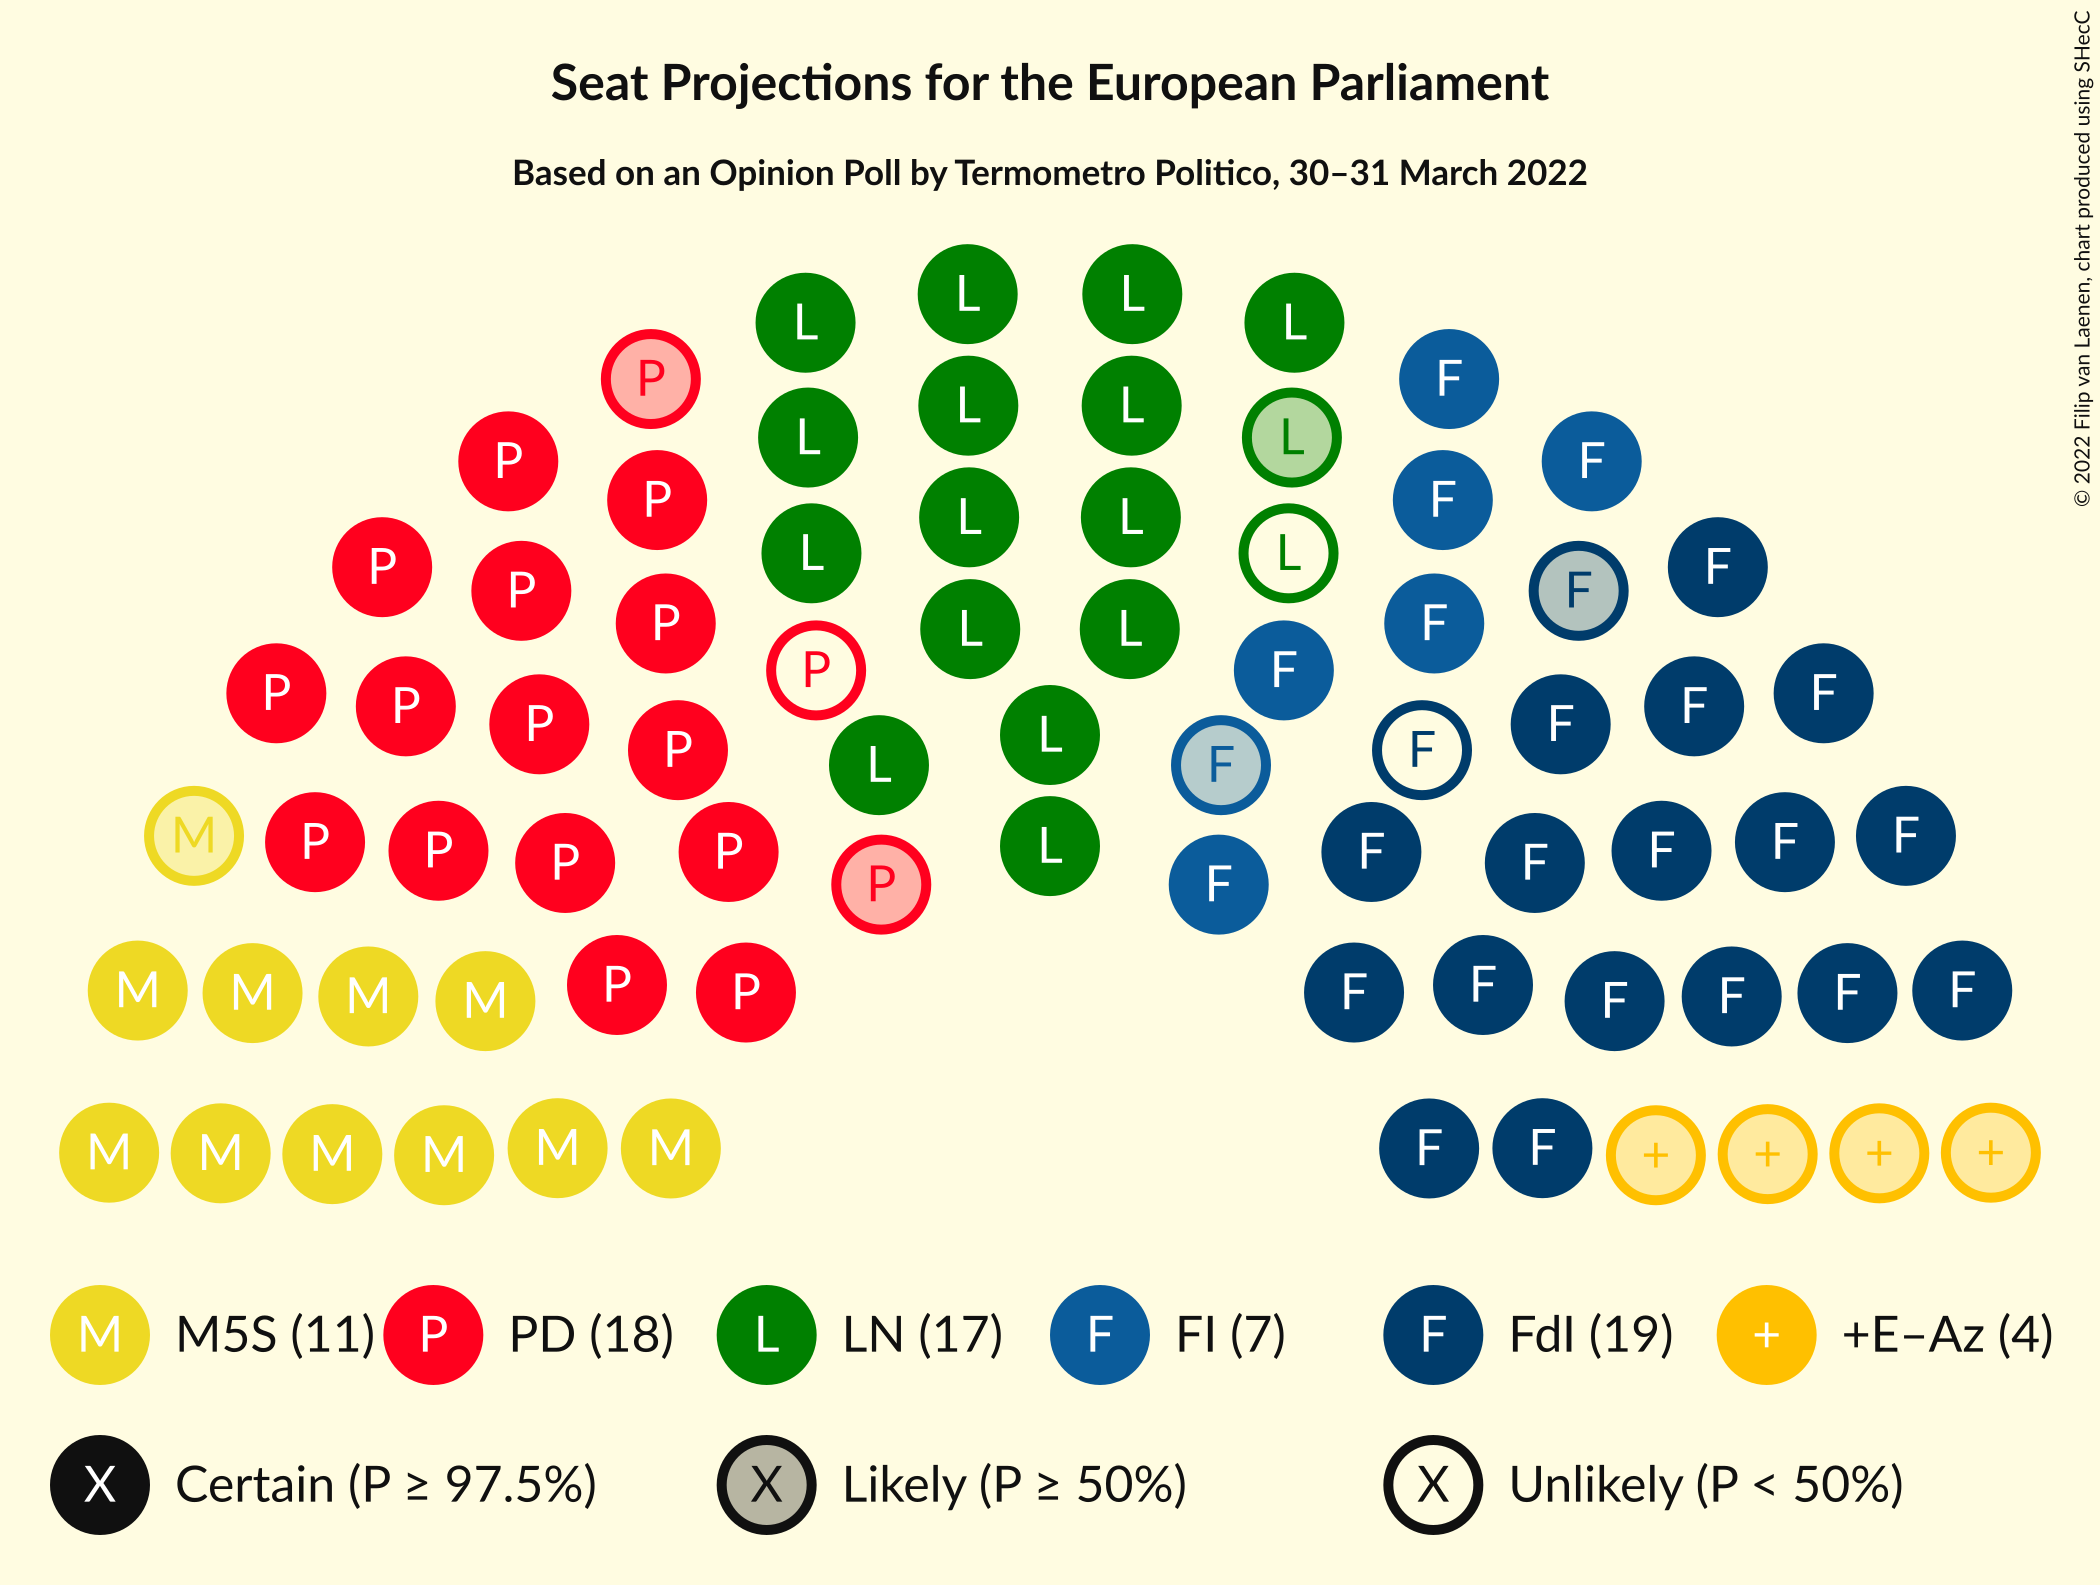 Seat Projections for the European Parliament
Based on an Opinion Poll by Termometro Politico, 30–31 March 2022
© 2022 Filip van Laenen, chart produced using SHecC
L L
L L
P F
L L
L L
P F
P F
L L
P F
L F
P F
P F
L L
P F
P F
P F
P F
P F
L L
L F
M F
P F
P F
L
P F
P F
P F
M F
M F
P F
P F
M F
M F
M M M M M M F F + + + +
M M5S (11) P PD (18) L LN (17) F FI (7) F FdI (19) + +E–Az (4)
X Certain (P ≥ 97.5%) X Likely (P ≥ 50%) X Unlikely (P < 50%)